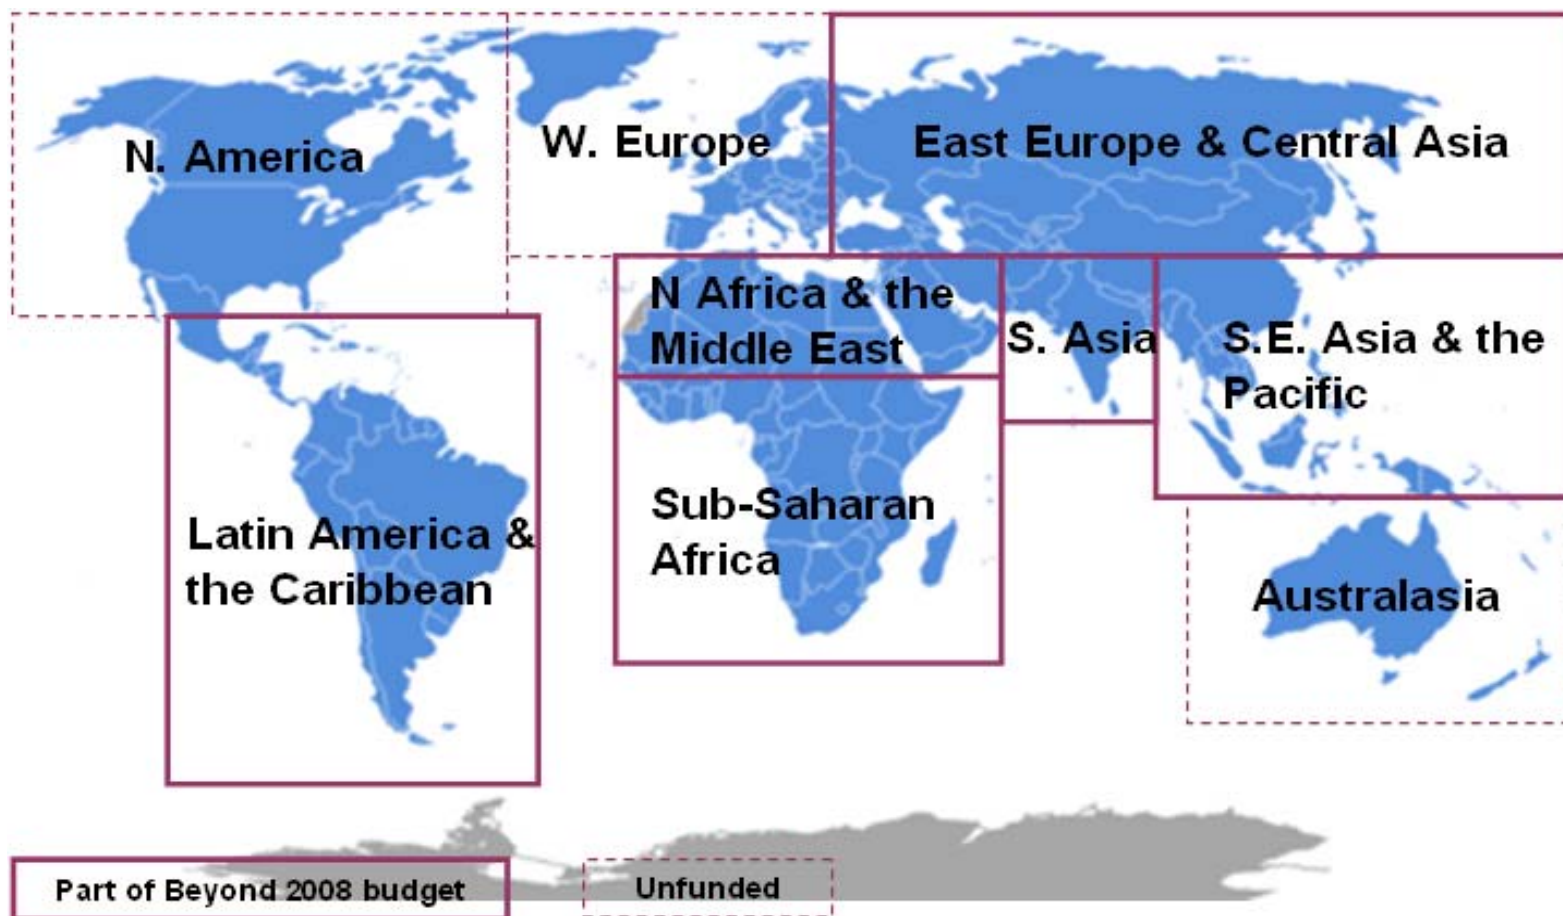 N. America
W. Europe
East Europe & Central Asia
N Africa & the
Middle East
S. Asia
S.E. Asia & the
Pacific
Latin America &
the Caribbean
Sub-Saharan
Africa
Australasia
Part of Beyond 2008 budget
Unfunded